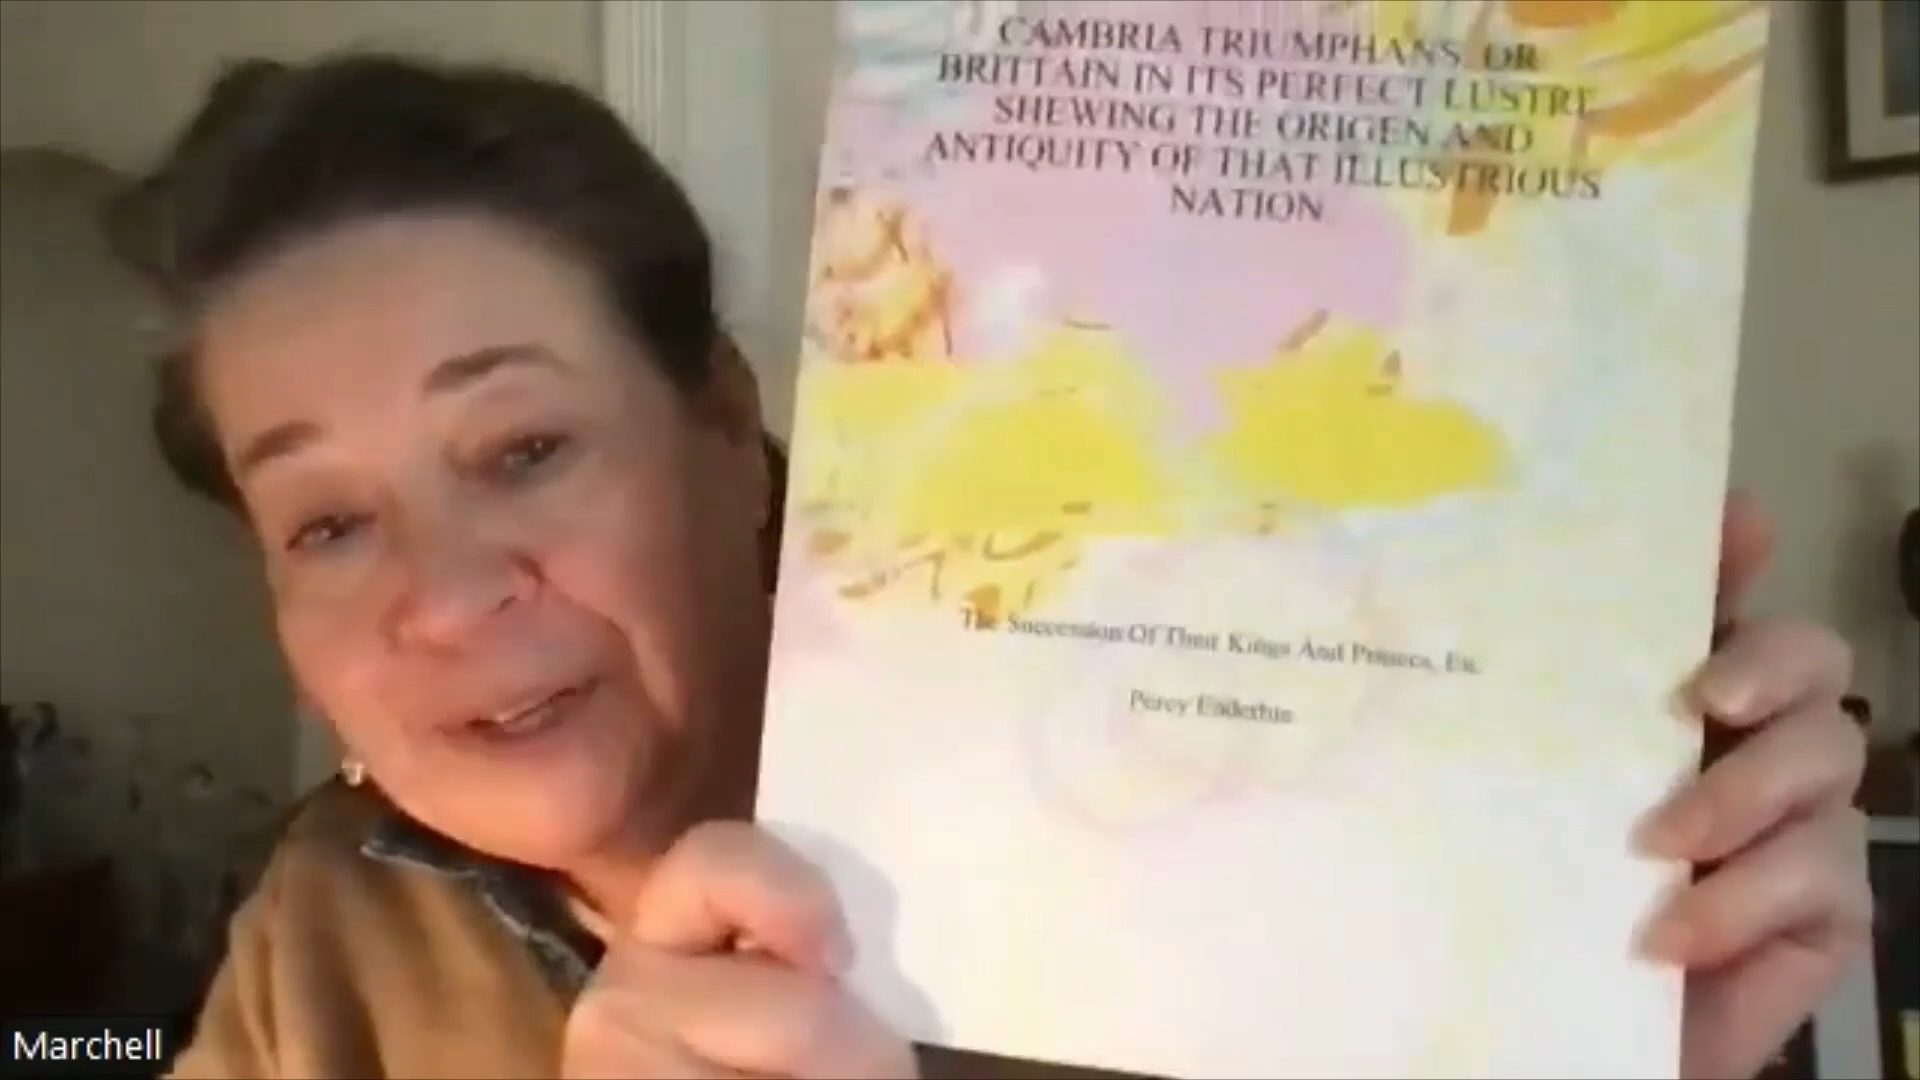 CAMBRIA TRIUMPHANS, OR
BRITTAIN IN ITS PERFECT LUSTRE
SHEWING THE ORIGEN AND
ANTIQUITY OF THAT ILLUSTRIOUS
NATION
The Succession Of Their Kings And Princes, Etc.
Percy Enderbie
Marchell